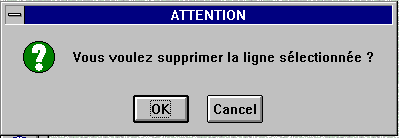 ATTENTION
Vous voulez supprimer la ligne sélectionnée ?
OK
Cancel